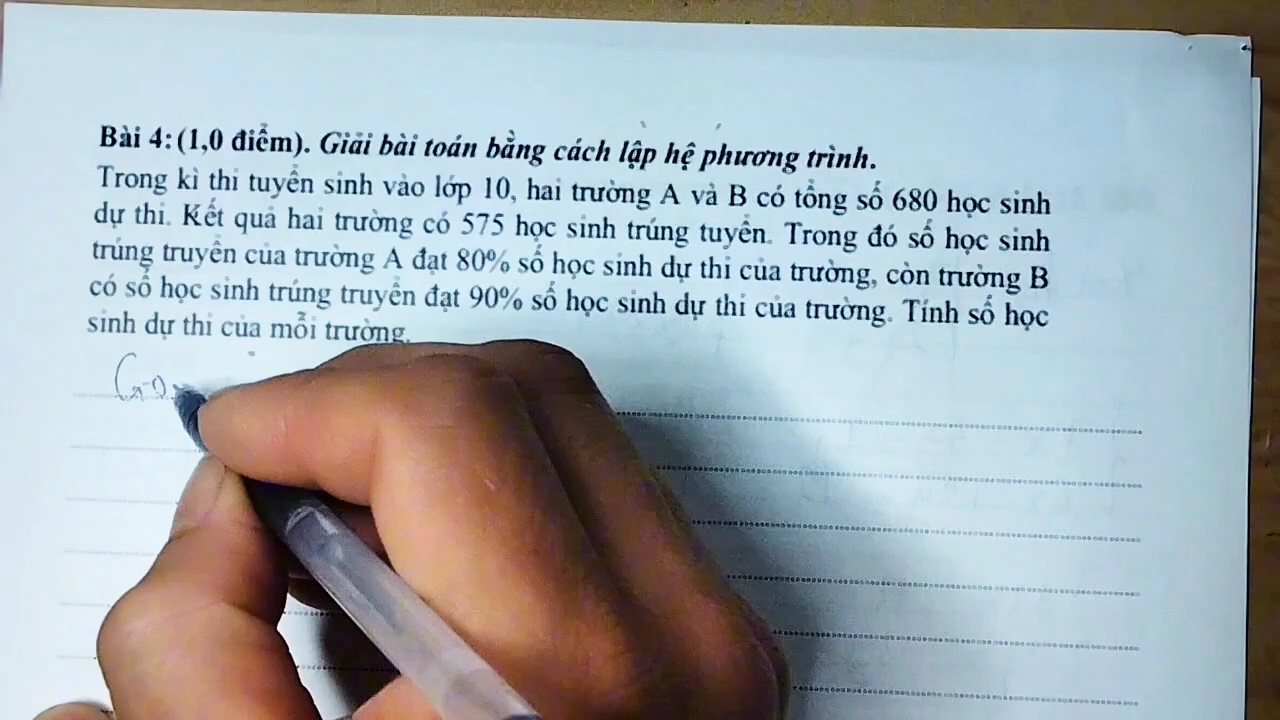 Bài 4: (1,0 điểm). Giải bài toán bằng cách lập hệ phương trình.
Trong kì thi tuyển sinh vào lớp 10, hai trường A và B có tổng số 680 học sinh
dự thi. Kết quả hai trường có 575 học sinh trúng tuyển. Trong đó số học sinh
trúng truyển của trường A đạt 80% số học sinh dự thi của trường, còn trường B
có số học sinh trúng truyển đạt 90% số học sinh dự thi của trường. Tính số học
sinh dự thi của mỗi trường.